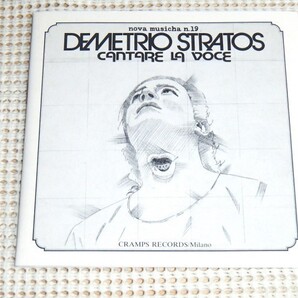 nova musicha n.19
DEMETRIO STRATOS
CANTARE LA VOCE
CRAMPS RECORDS/Milano